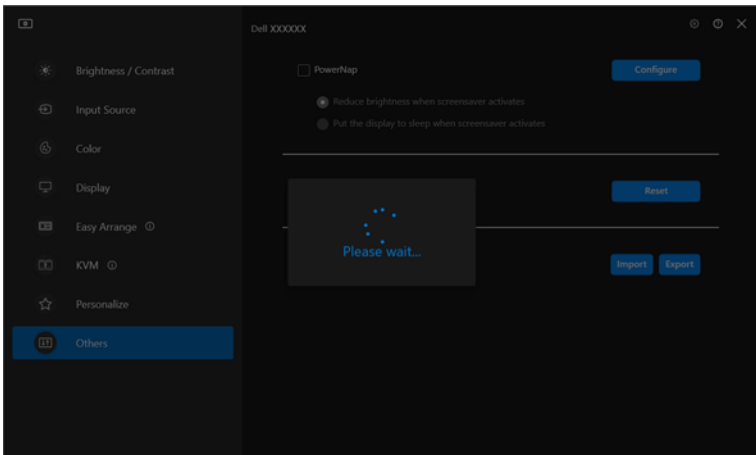 Dell XXXXXX
Brightness / Contrast
Input Source
Color
Display
Easy Arrange
KVM
Personalize
Others
PowerNap
Configure
Reduce brightness when screensaver activates
Put the display to sleep when screensaver activates
Reset
Please wait...
Import Export